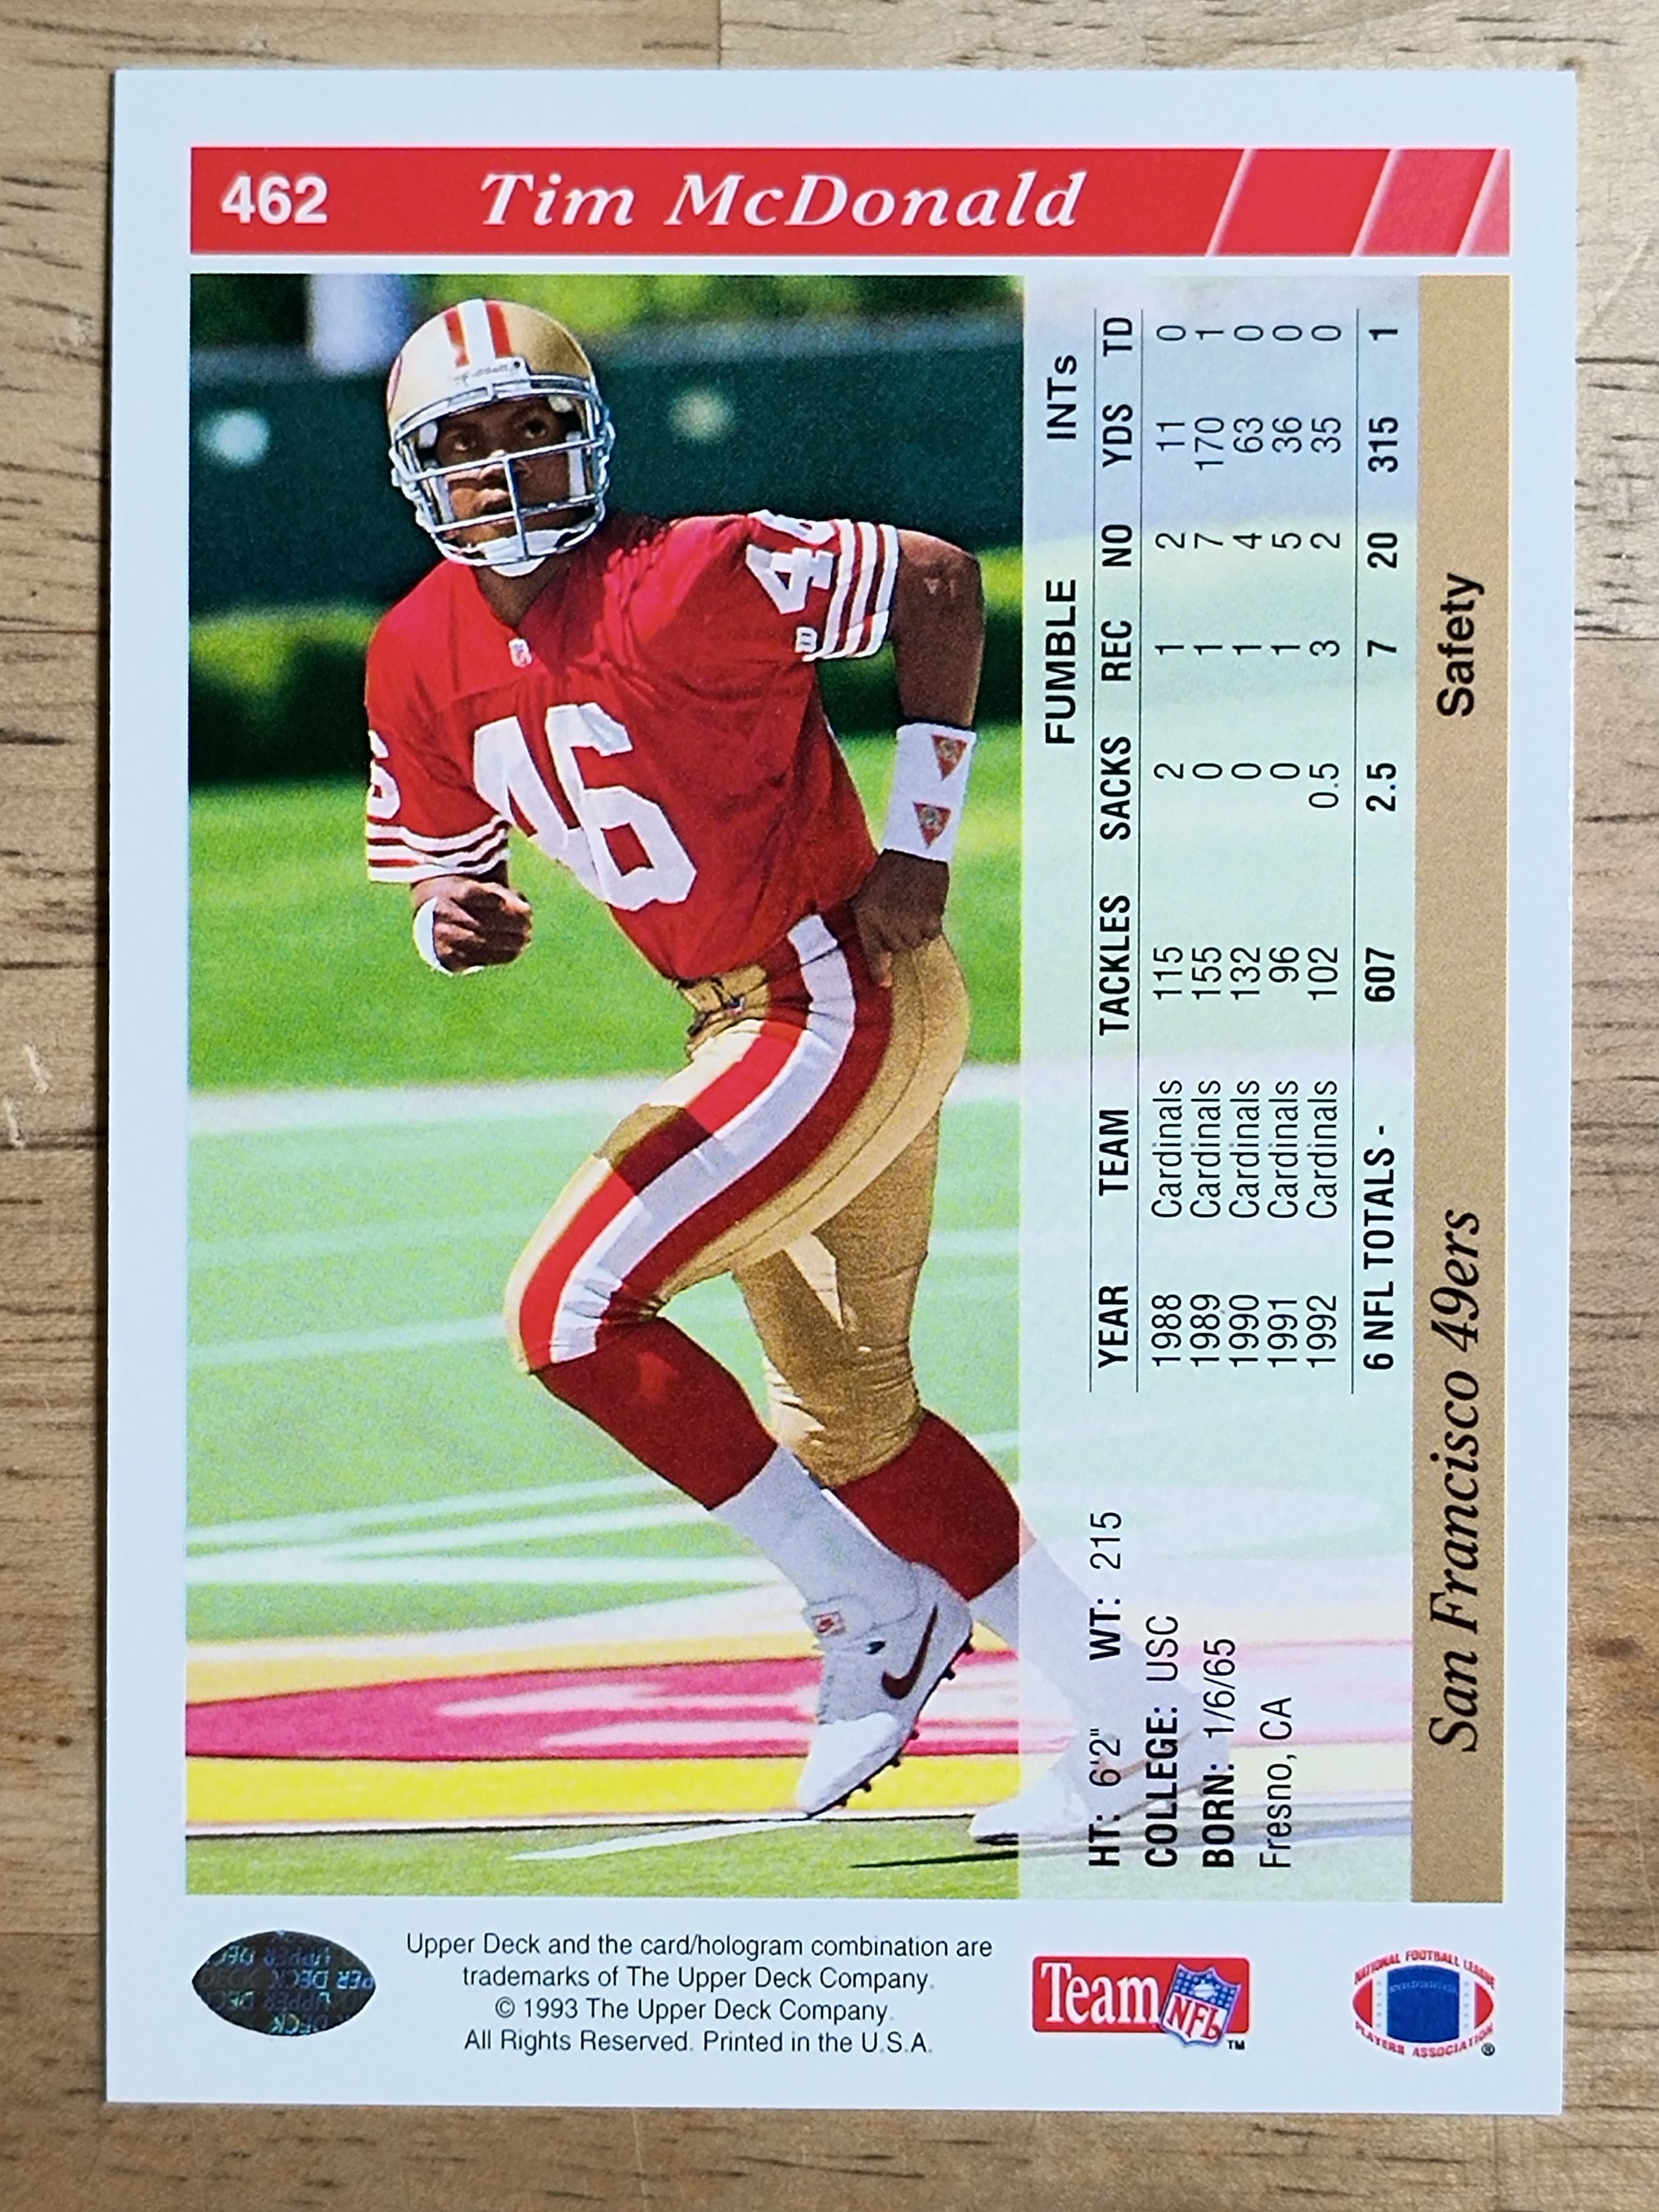 462 Tim McDonald
46
46
6
FUMBLE INTs
YEAR TEAM TACKLES SACKS REC NO YDS TD
1988 Cardinals 115 2 1 2 11 0
1989 Cardinals 155 0 1 7 170 1
1990 Cardinals 132 0 1 4 63 0
1991 Cardinals 96 0 1 5 36 0
1992 Cardinals 102 0.5 3 2 35 0
6 NFL TOTALS - 607 2.5 7 20 315 1
HT: 6'2" WT: 215
COLLEGE: USC
BORN: 1/6/65
Fresno, CA
San Francisco 49ers Safety
UPPER DECK
Upper Deck and the card/hologram combination are
trademarks of The Upper Deck Company.
© 1993 The Upper Deck Company.
All Rights Reserved. Printed in the U.S.A.
Team NFL™
NATIONAL FOOTBALL LEAGUE
PLAYERS ASSOCIATION®